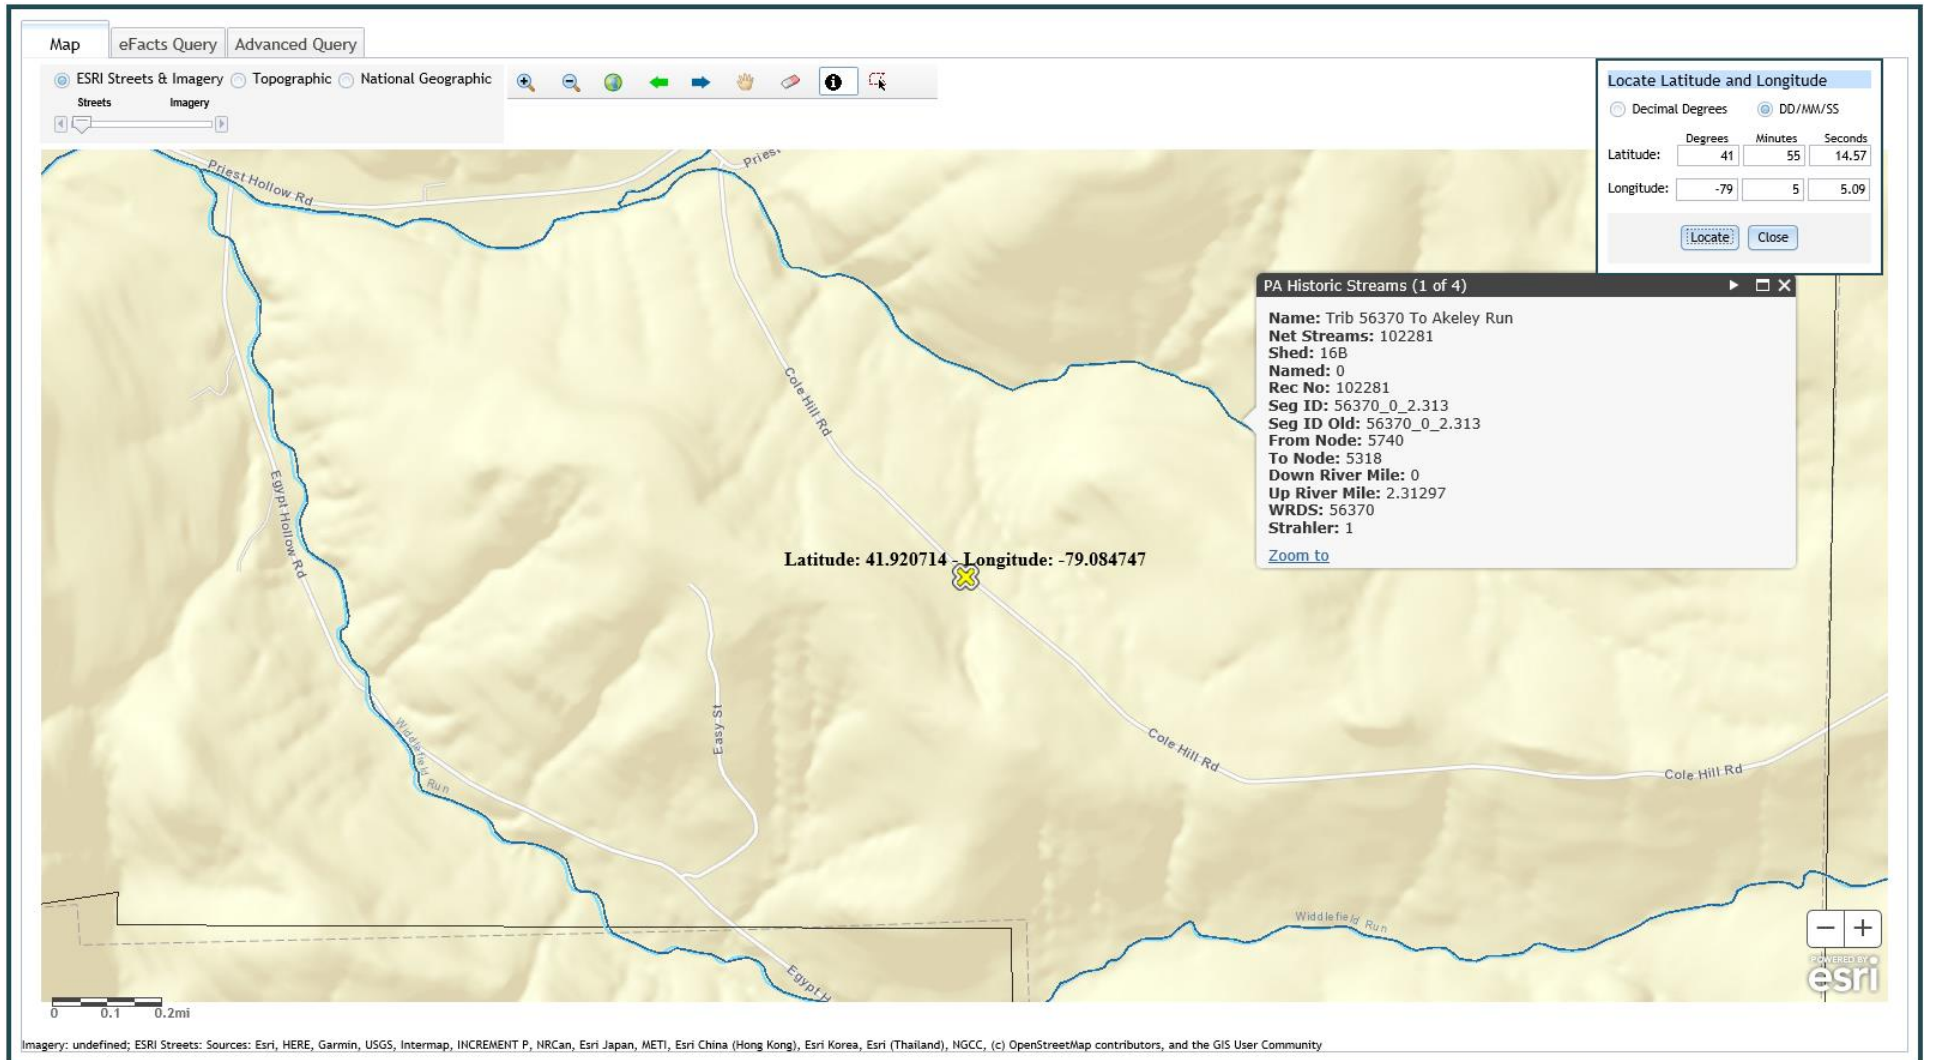 Map eFacts Query Advanced Query
ESRI Streets & Imagery Topographic National Geographic
Streets Imagery
Locate Latitude and Longitude
Decimal Degrees DD/MM/SS
Degrees Minutes Seconds
Latitude: 41 55 14.57
Longitude: -79 5 5.09
Locate Close
Priest Hollow Rd
Pries
Cole Hill Rd
Egypt Hollow Rd
PA Historic Streams (1 of 4)
Name: Trib 56370 To Akeley Run
Net Streams: 102281
Shed: 16B
Named: 0
Rec No: 102281
Seg ID: 56370_0_2.313
Seg ID Old: 56370_0_2.313
From Node: 5740
To Node: 5318
Down River Mile: 0
Up River Mile: 2.31297
WRDS: 56370
Strahler: 1
Zoom to
Latitude: 41.920714 - Longitude: -79.084747
Easy St
Widdlefield Run
Cole Hill Rd
Cole Hill Rd
Widdlefield Run
Egypt H
POWERED BY
esri
0 0.1 0.2mi
Imagery: undefined; ESRI Streets: Sources: Esri, HERE, Garmin, USGS, Intermap, INCREMENT P, NRCan, Esri Japan, METI, Esri China (Hong Kong), Esri Korea, Esri (Thailand), NGCC, (c) OpenStreetMap contributors, and the GIS User Community